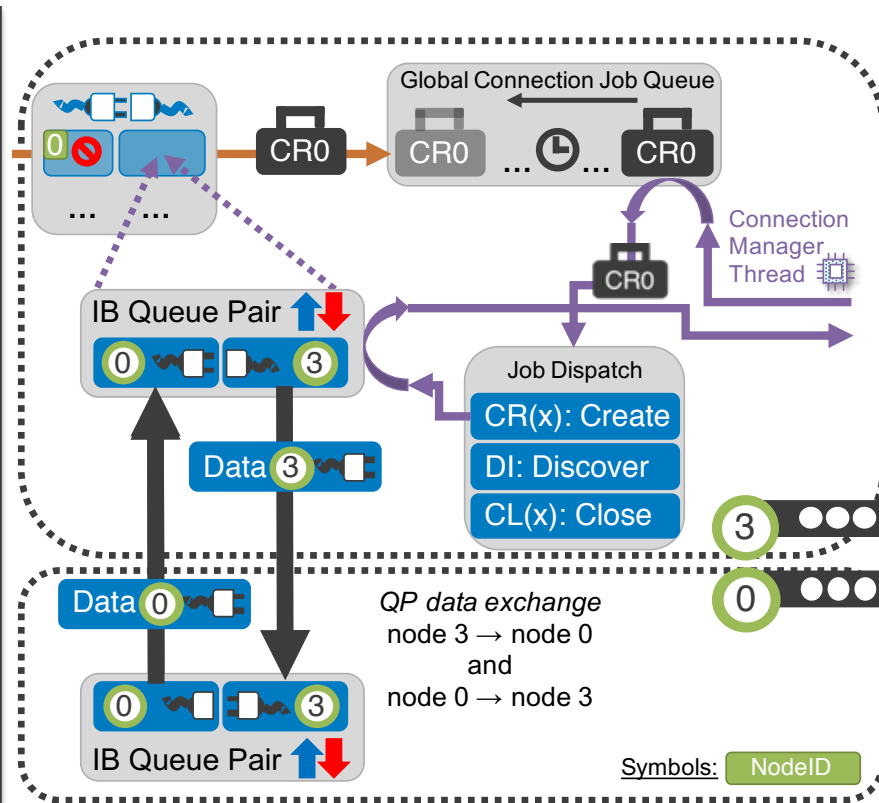 Global Connection Job Queue
0
CR0
CR0
... ...
CR0
... ...
Connection
Manager
Thread
CR0
IB Queue Pair
0
3
Job Dispatch
CR(x): Create
DI: Discover
CL(x): Close
Data 3
3
0
Data 0
QP data exchange
node 3 → node 0
and
node 0 → node 3
0
3
IB Queue Pair
Symbols: NodeID